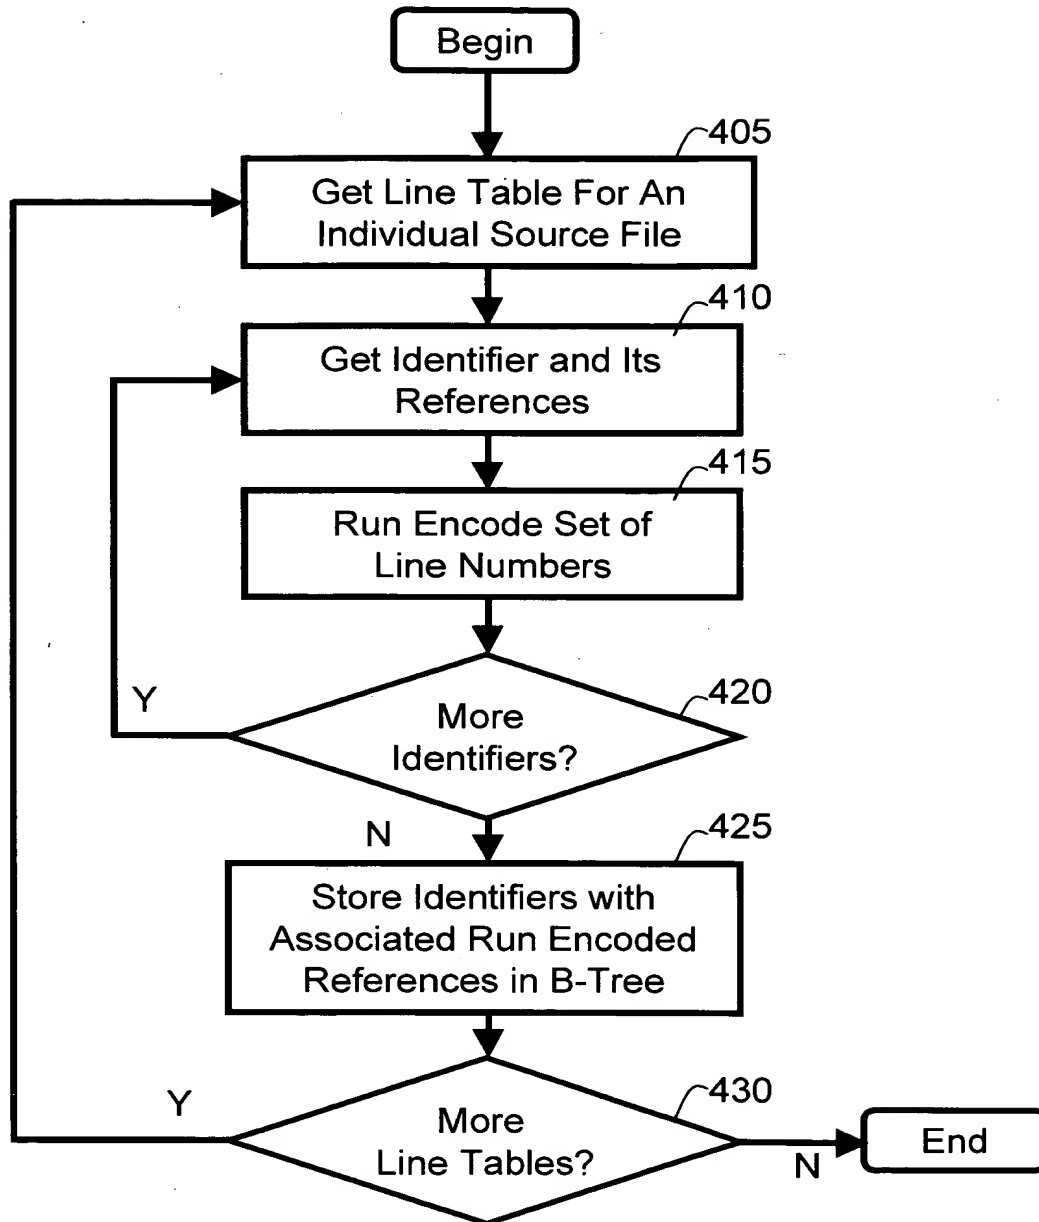 Begin
405
Get Line Table For An
Individual Source File
410
Get Identifier and Its
References
415
Run Encode Set of
Line Numbers
420
More
Identifiers?
Y
N
425
Store Identifiers with
Associated Run Encoded
References in B-Tree
430
More
Line Tables?
Y
N
End